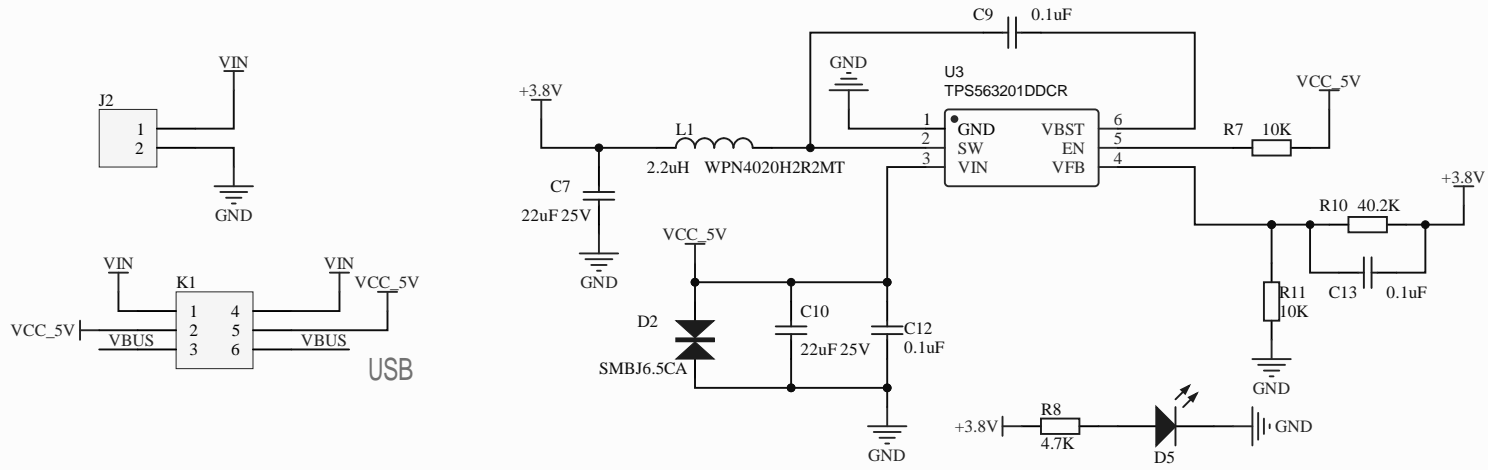 VIN
J2
1
2
GND
VIN
K1
VIN
VCC_5V
1
4
VCC_5V
2
5
VBUS
3
6
VBUS
USB
C9
0.1uF
GND
U3
TPS563201DDCR
+3.8V
1
GND
VBST
6
L1
2
SW
EN
5
2.2uH
WPN4020H2R2MT
3
VIN
VFB
4
R7
10K
VCC_5V
C7
22uF 25V
GND
VCC_5V
D2
SMBJ6.5CA
C10
22uF 25V
C12
0.1uF
GND
+3.8V
R10
40.2K
C13
0.1uF
R11
10K
GND
+3.8V
R8
4.7K
D5
GND